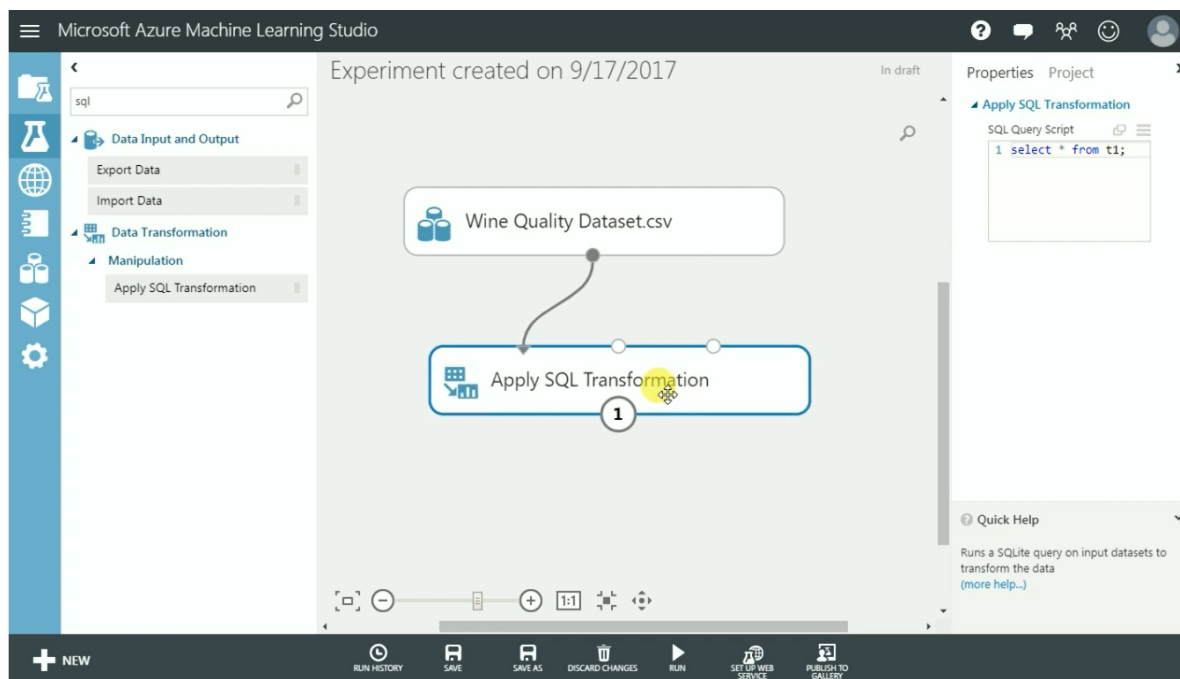 Microsoft Azure Machine Learning Studio
sql
Data Input and Output
Export Data
Import Data
Data Transformation
Manipulation
Apply SQL Transformation
Experiment created on 9/17/2017
In draft
Wine Quality Dataset.csv
Apply SQL Transformation
1
1:1
Properties Project
Apply SQL Transformation
SQL Query Script
1 select * from t1;
Quick Help
Runs a SQLite query on input datasets to
transform the data
(more help...)
NEW
RUN HISTORY
SAVE
SAVE AS
DISCARD CHANGES
RUN
SET UP WEB
SERVICE
PUBLISH TO
GALLERY